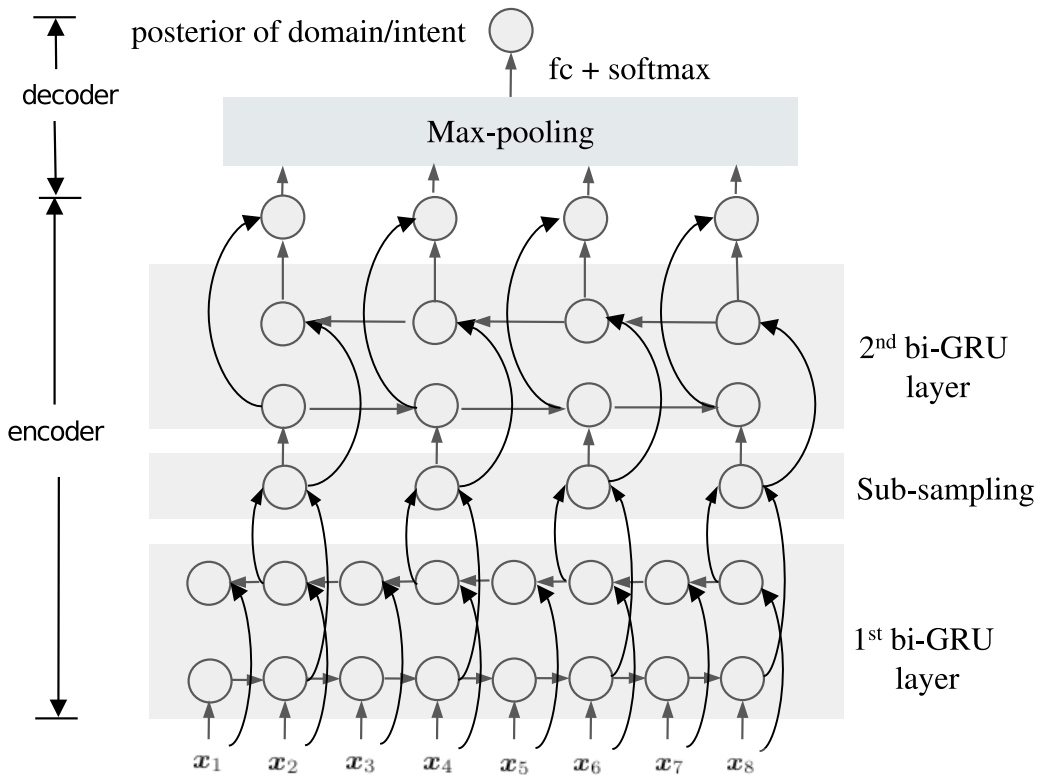 posterior of domain/intent
fc + softmax
decoder
Max-pooling
2nd bi-GRU
layer
encoder
Sub-sampling
1st bi-GRU
layer
x1 x2 x3 x4 x5 x6 x7 x8